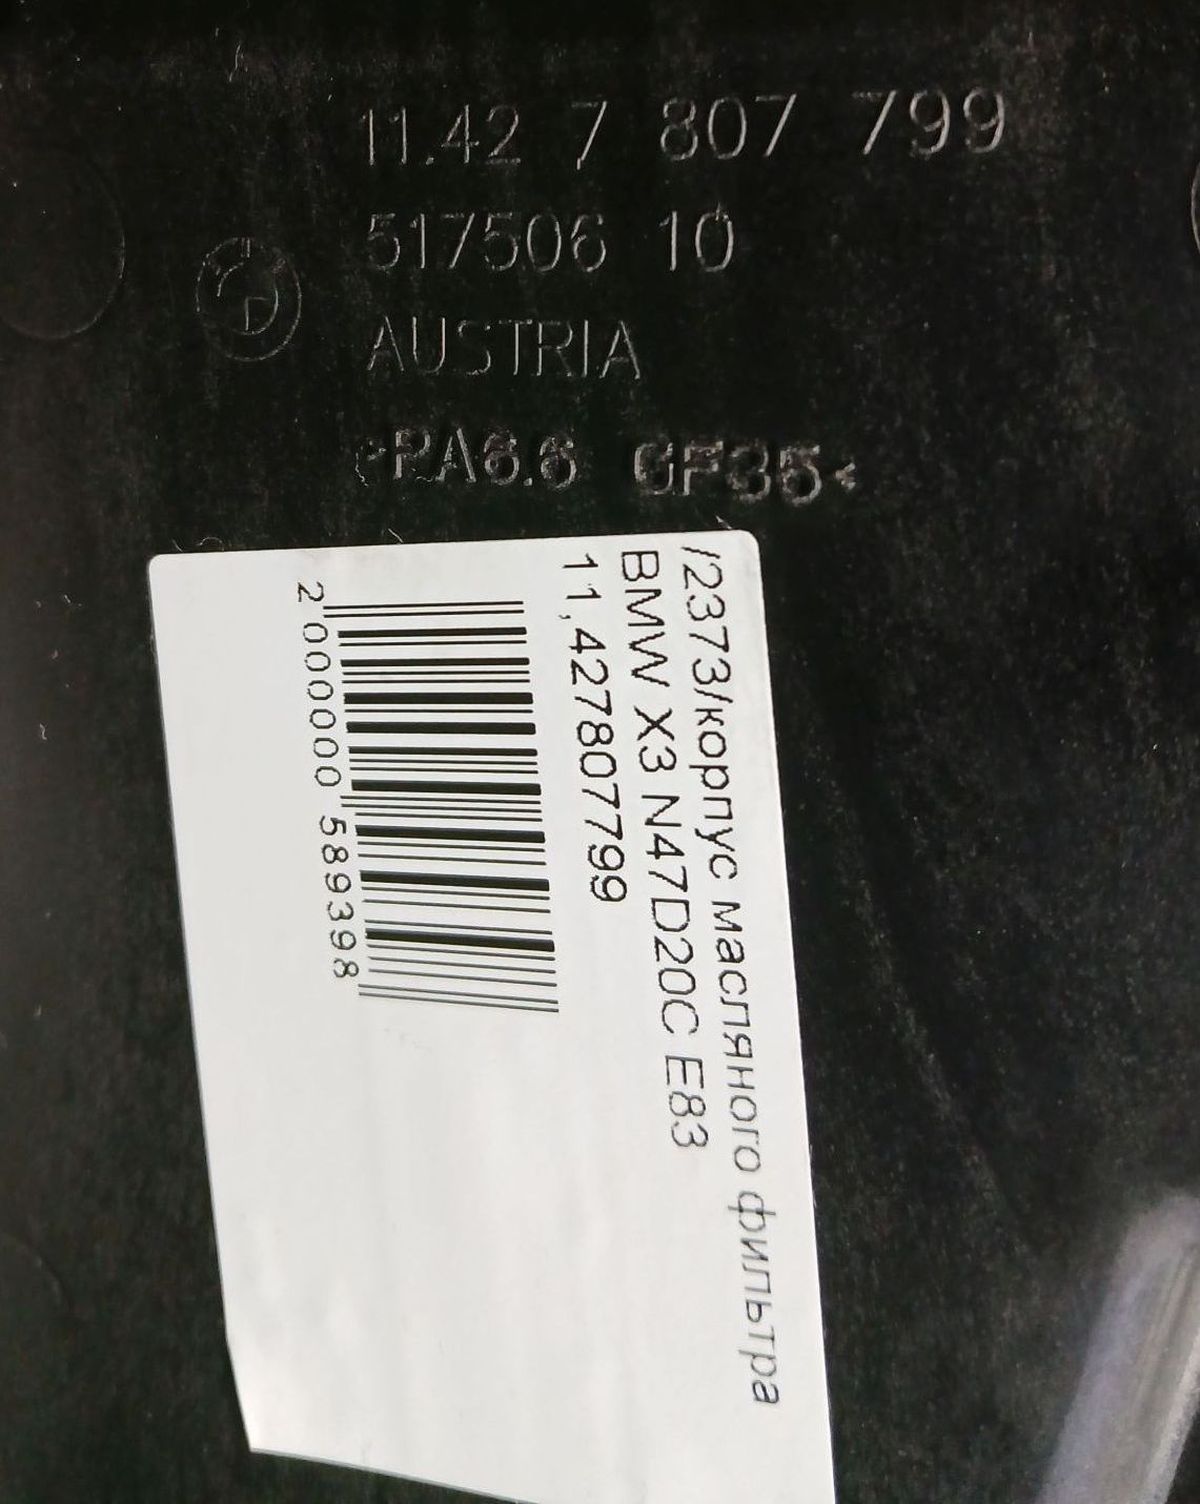 11.42 7 807 799
517506 10
AUSTRIA
>PA6.6 GF35<
/2373/корпус масляного фильтра
BMW X3 N47D20C E83
11,427807799
2 000000 589398